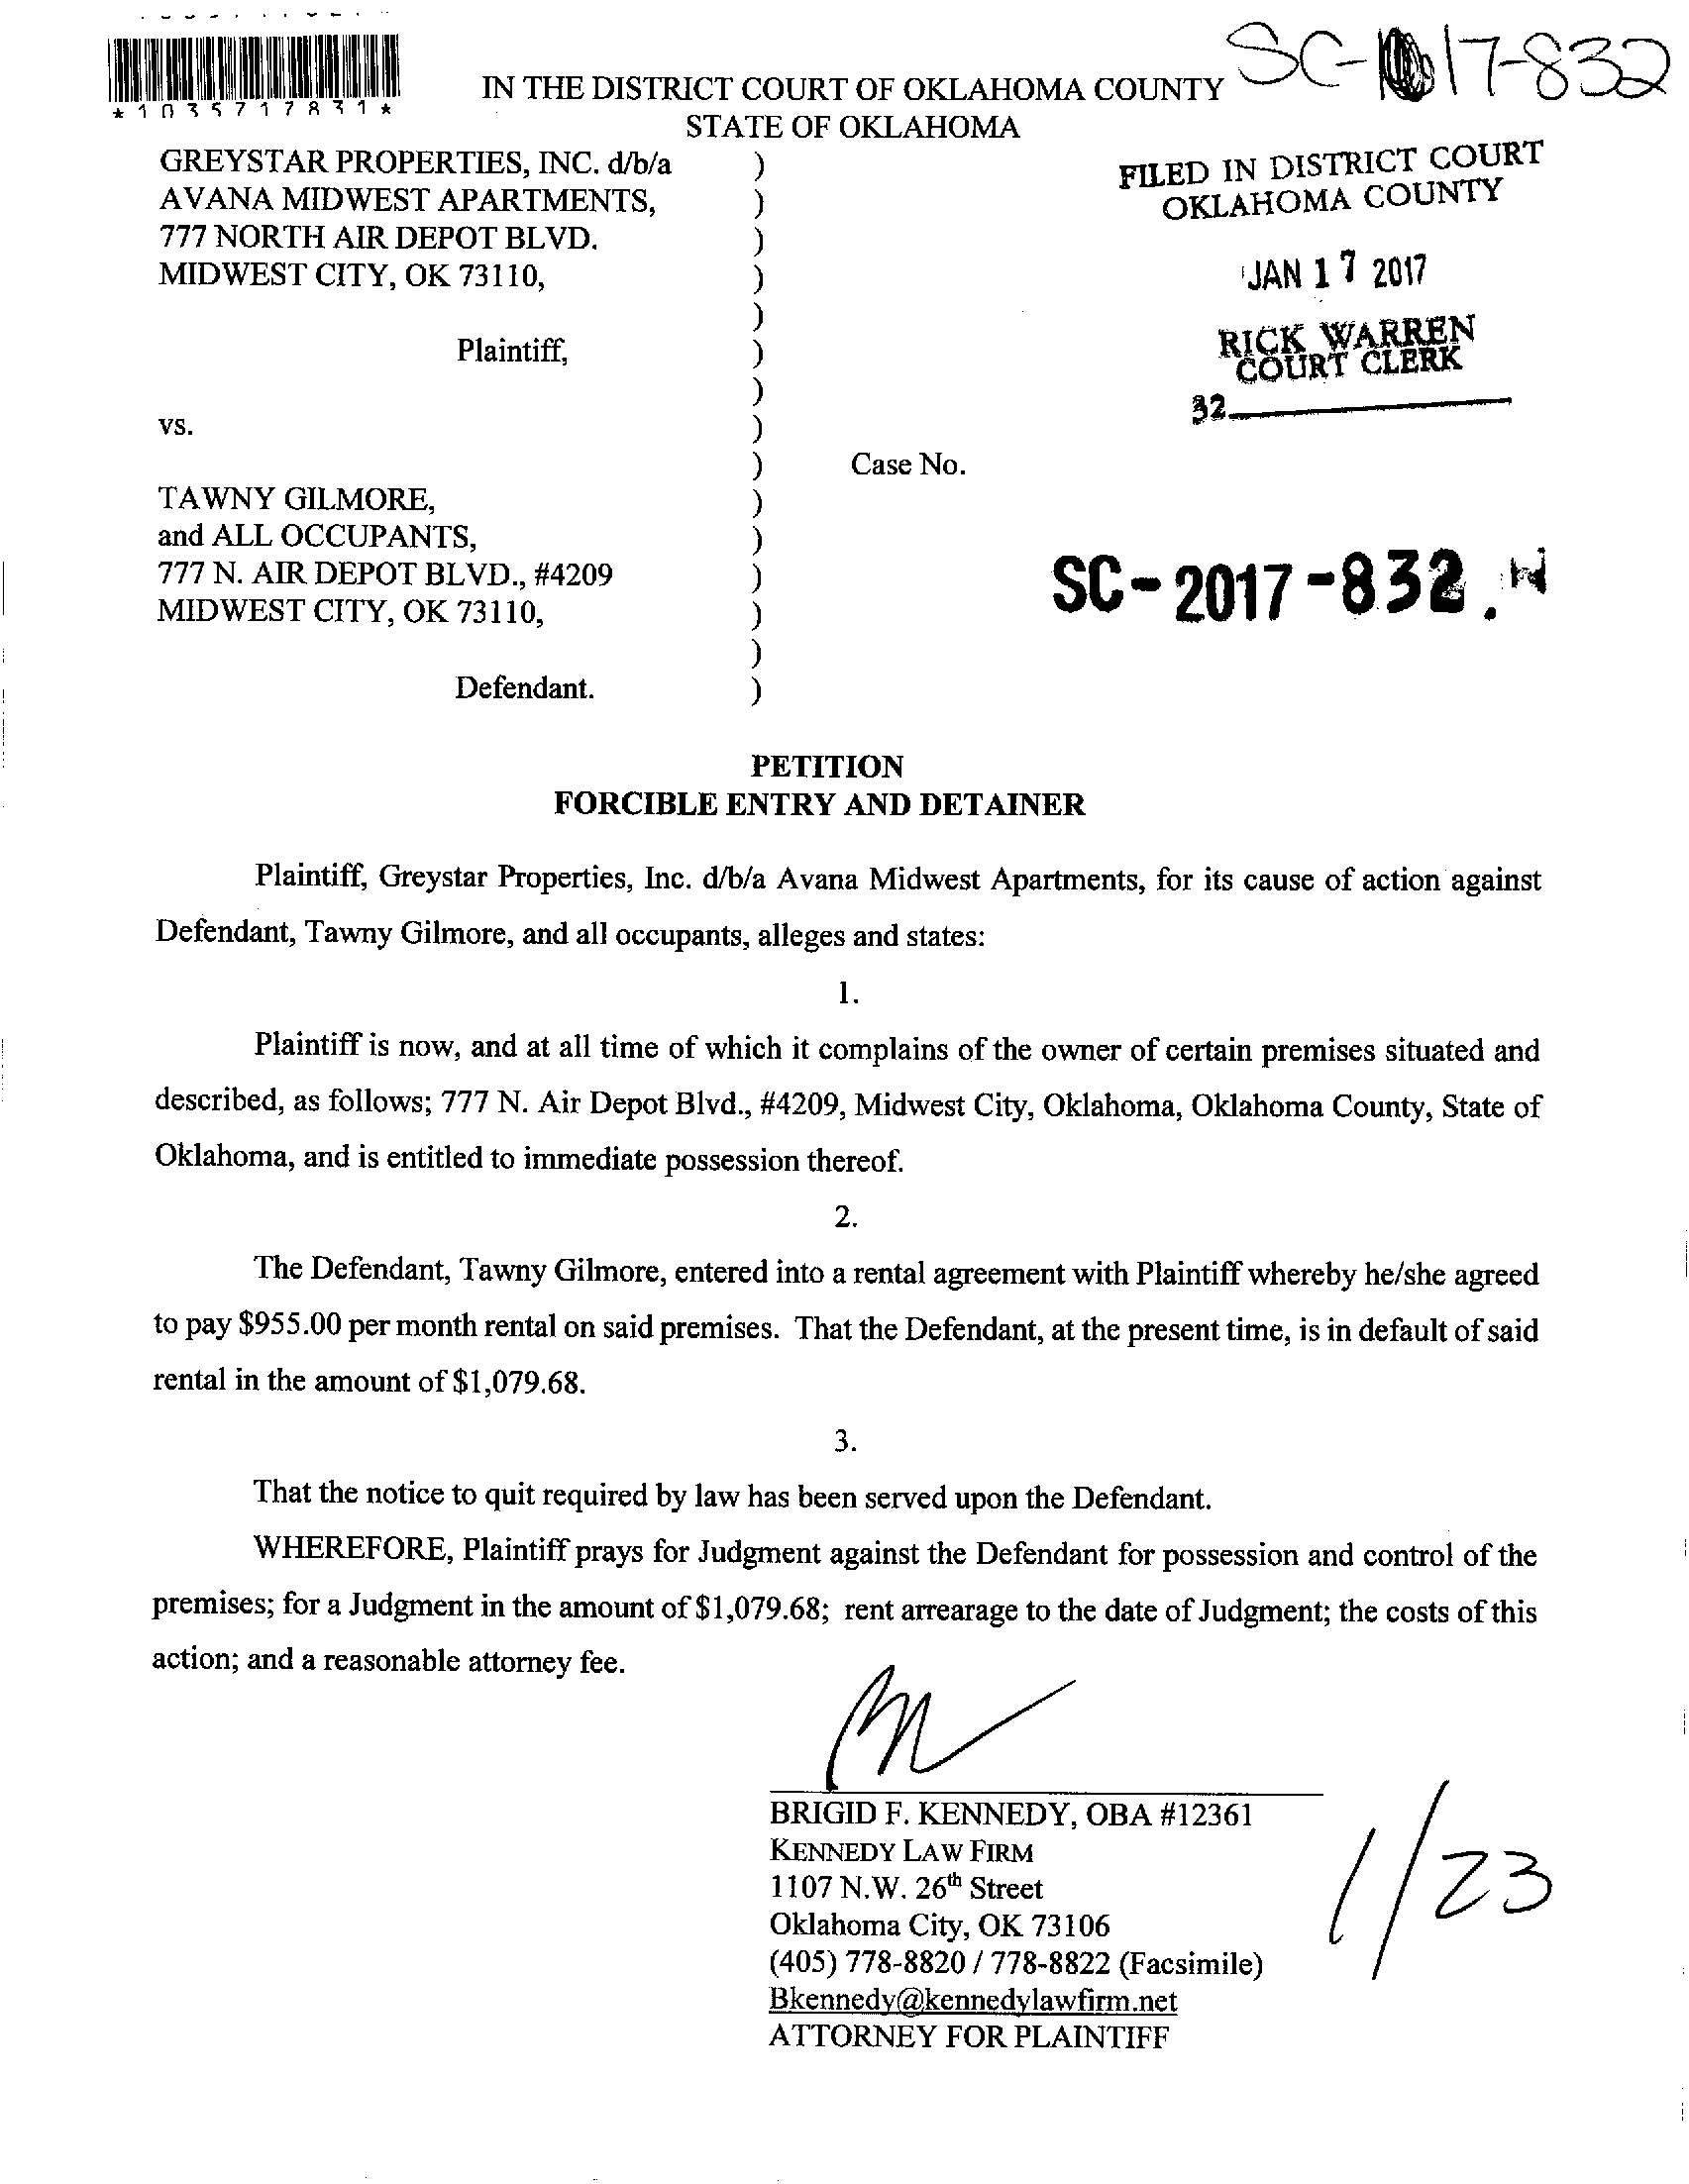 SC-17-832
*1035717831*
IN THE DISTRICT COURT OF OKLAHOMA COUNTY
STATE OF OKLAHOMA
GREYSTAR PROPERTIES, INC. d/b/a )
AVANA MIDWEST APARTMENTS, )
777 NORTH AIR DEPOT BLVD. )
MIDWEST CITY, OK 73110, )
)
Plaintiff, )
)
vs. )
) Case No.
TAWNY GILMORE, )
and ALL OCCUPANTS, )
777 N. AIR DEPOT BLVD., #4209 )
MIDWEST CITY, OK 73110, )
)
Defendant. )
FILED IN DISTRICT COURT
OKLAHOMA COUNTY
JAN 17 2017
RICK WARREN
COURT CLERK
32
SC-2017-832
PETITION
FORCIBLE ENTRY AND DETAINER
Plaintiff, Greystar Properties, Inc. d/b/a Avana Midwest Apartments, for its cause of action against
Defendant, Tawny Gilmore, and all occupants, alleges and states:
1.
Plaintiff is now, and at all time of which it complains of the owner of certain premises situated and
described, as follows; 777 N. Air Depot Blvd., #4209, Midwest City, Oklahoma, Oklahoma County, State of
Oklahoma, and is entitled to immediate possession thereof.
2.
The Defendant, Tawny Gilmore, entered into a rental agreement with Plaintiff whereby he/she agreed
to pay $955.00 per month rental on said premises. That the Defendant, at the present time, is in default of said
rental in the amount of $1,079.68.
3.
That the notice to quit required by law has been served upon the Defendant.
WHEREFORE, Plaintiff prays for Judgment against the Defendant for possession and control of the
premises; for a Judgment in the amount of $1,079.68; rent arrearage to the date of Judgment; the costs of this
action; and a reasonable attorney fee.
BRIGID F. KENNEDY, OBA #12361
KENNEDY LAW FIRM
1107 N.W. 26th Street
Oklahoma City, OK 73106
(405) 778-8820 / 778-8822 (Facsimile)
Bkennedy@kennedylawfirm.net
ATTORNEY FOR PLAINTIFF
1/23